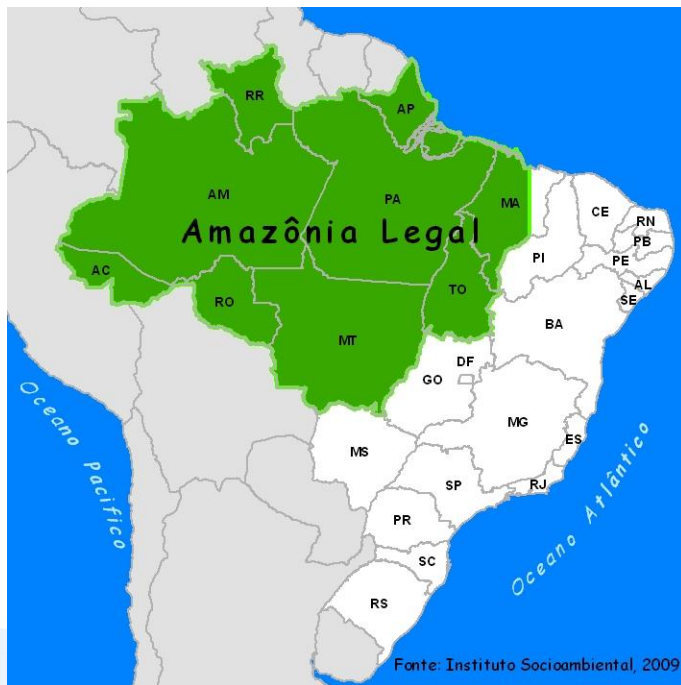 RR
AP
AM
PA
MA
CE
RN
Amazônia Legal
PB
PI
PE
AC
TO
AL
RO
SE
BA
MT
DF
GO
MG
ES
MS
SP
RJ
PR
SC
RS
Oceano Pacifico
Oceano Atlântico
Fonte: Instituto Socioambiental, 2009